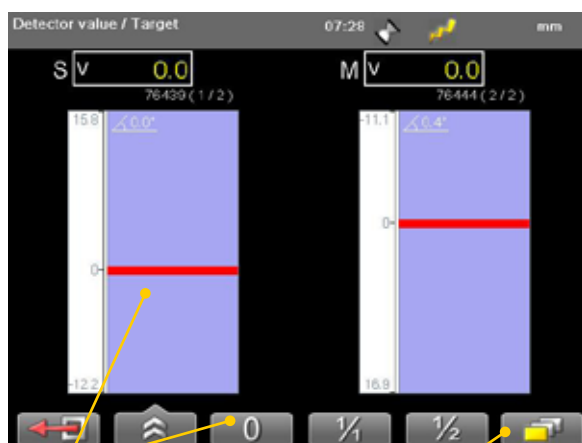 Detector value / Target 07:28 mm
S V 0.0 M V 0.0
76439(1/2) 76444(2/2)
15.8 0.0° -11.1 0.4°
0
0
-12.2 16.9
0 1/1 1/2